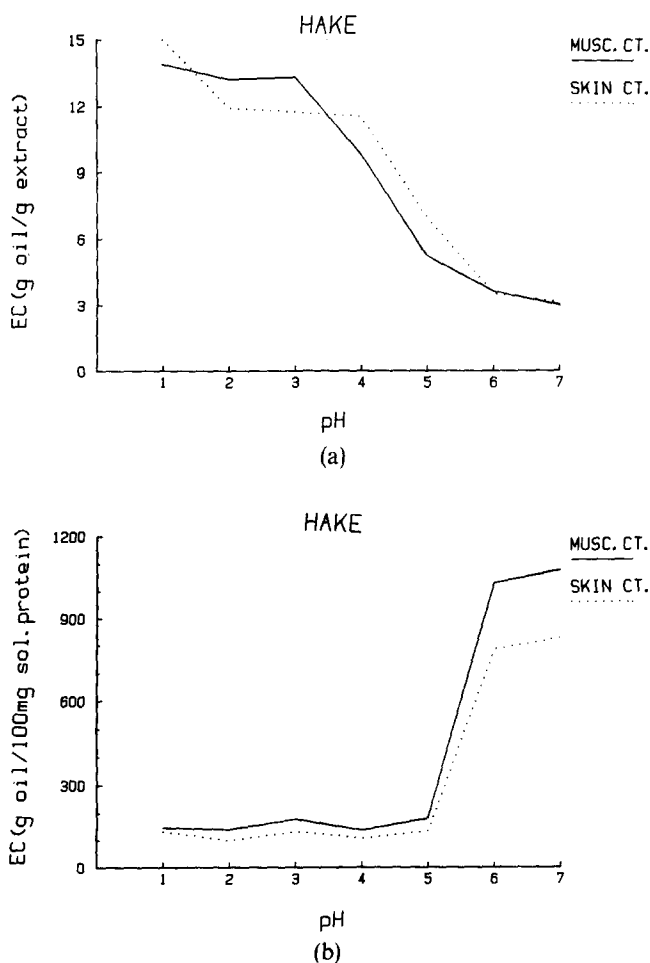 HAKE
MUSC. CT.
SKIN CT.
EC(g oil/g extract)
15
12
9
6
3
0
1 2 3 4 5 6 7
pH
(a)
HAKE
MUSC. CT.
SKIN CT.
EC(g oil/100mg sol.protein)
1200
900
600
300
0
1 2 3 4 5 6 7
pH
(b)